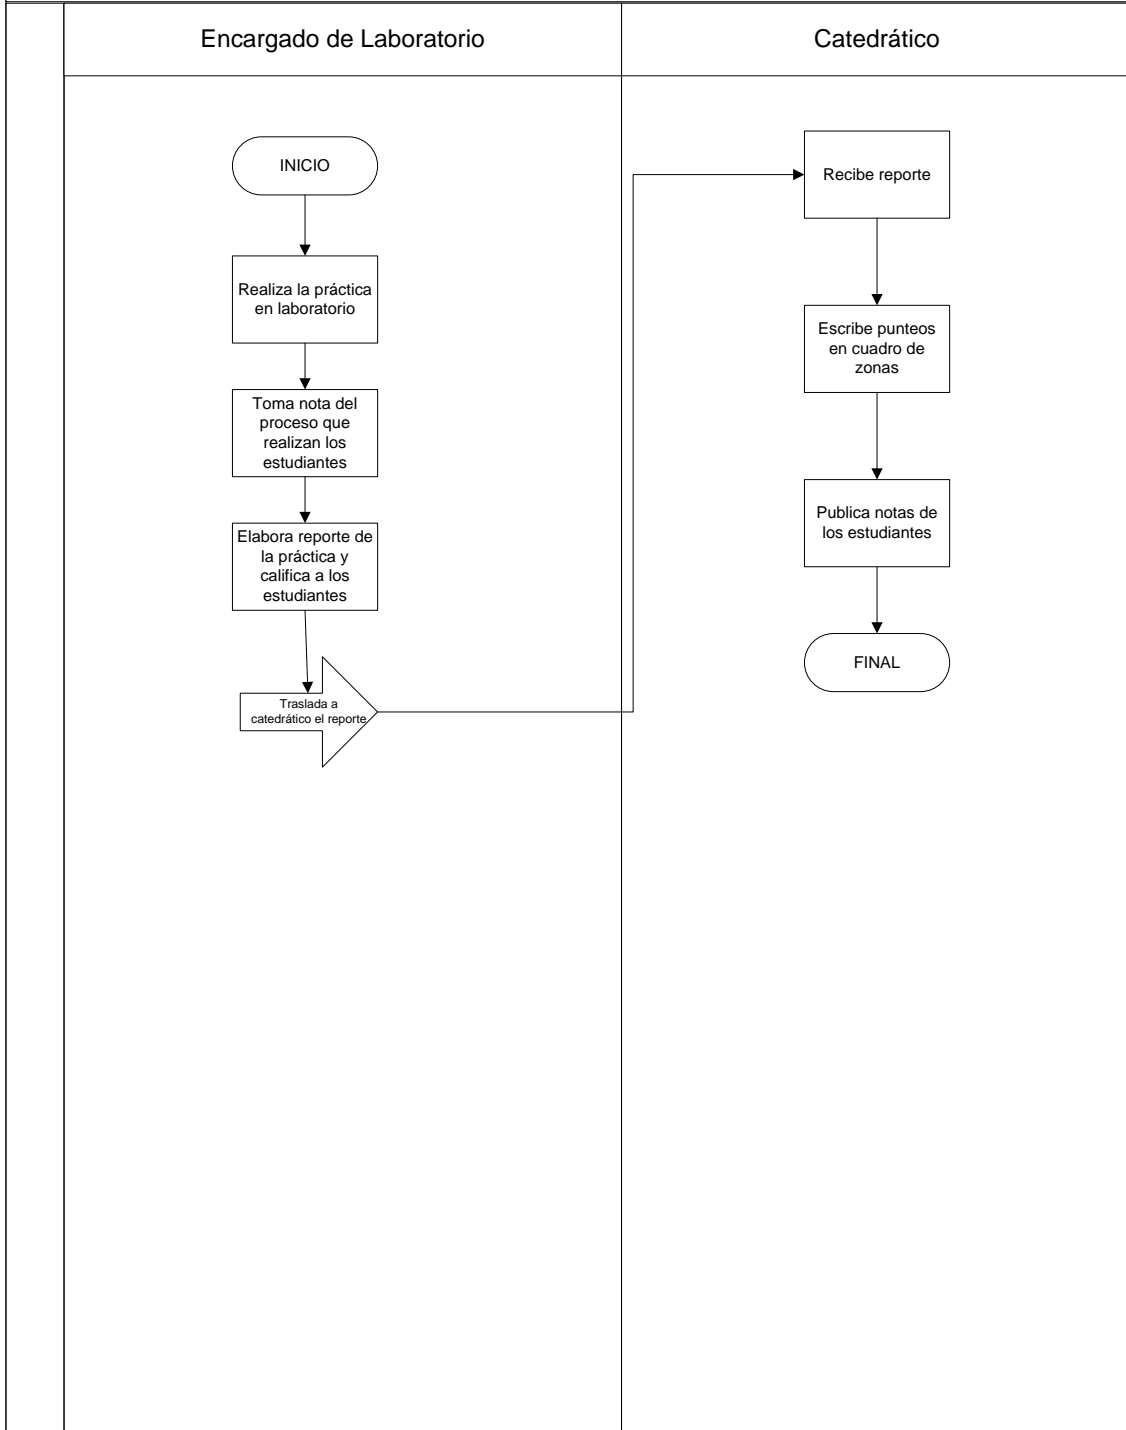 Encargado de Laboratorio
Catedrático
INICIO
Realiza la práctica
en laboratorio
Toma nota del
proceso que
realizan los
estudiantes
Elabora reporte de
la práctica y
califica a los
estudiantes
Traslada a
catedrático el reporte
Recibe reporte
Escribe punteos
en cuadro de
zonas
Publica notas de
los estudiantes
FINAL